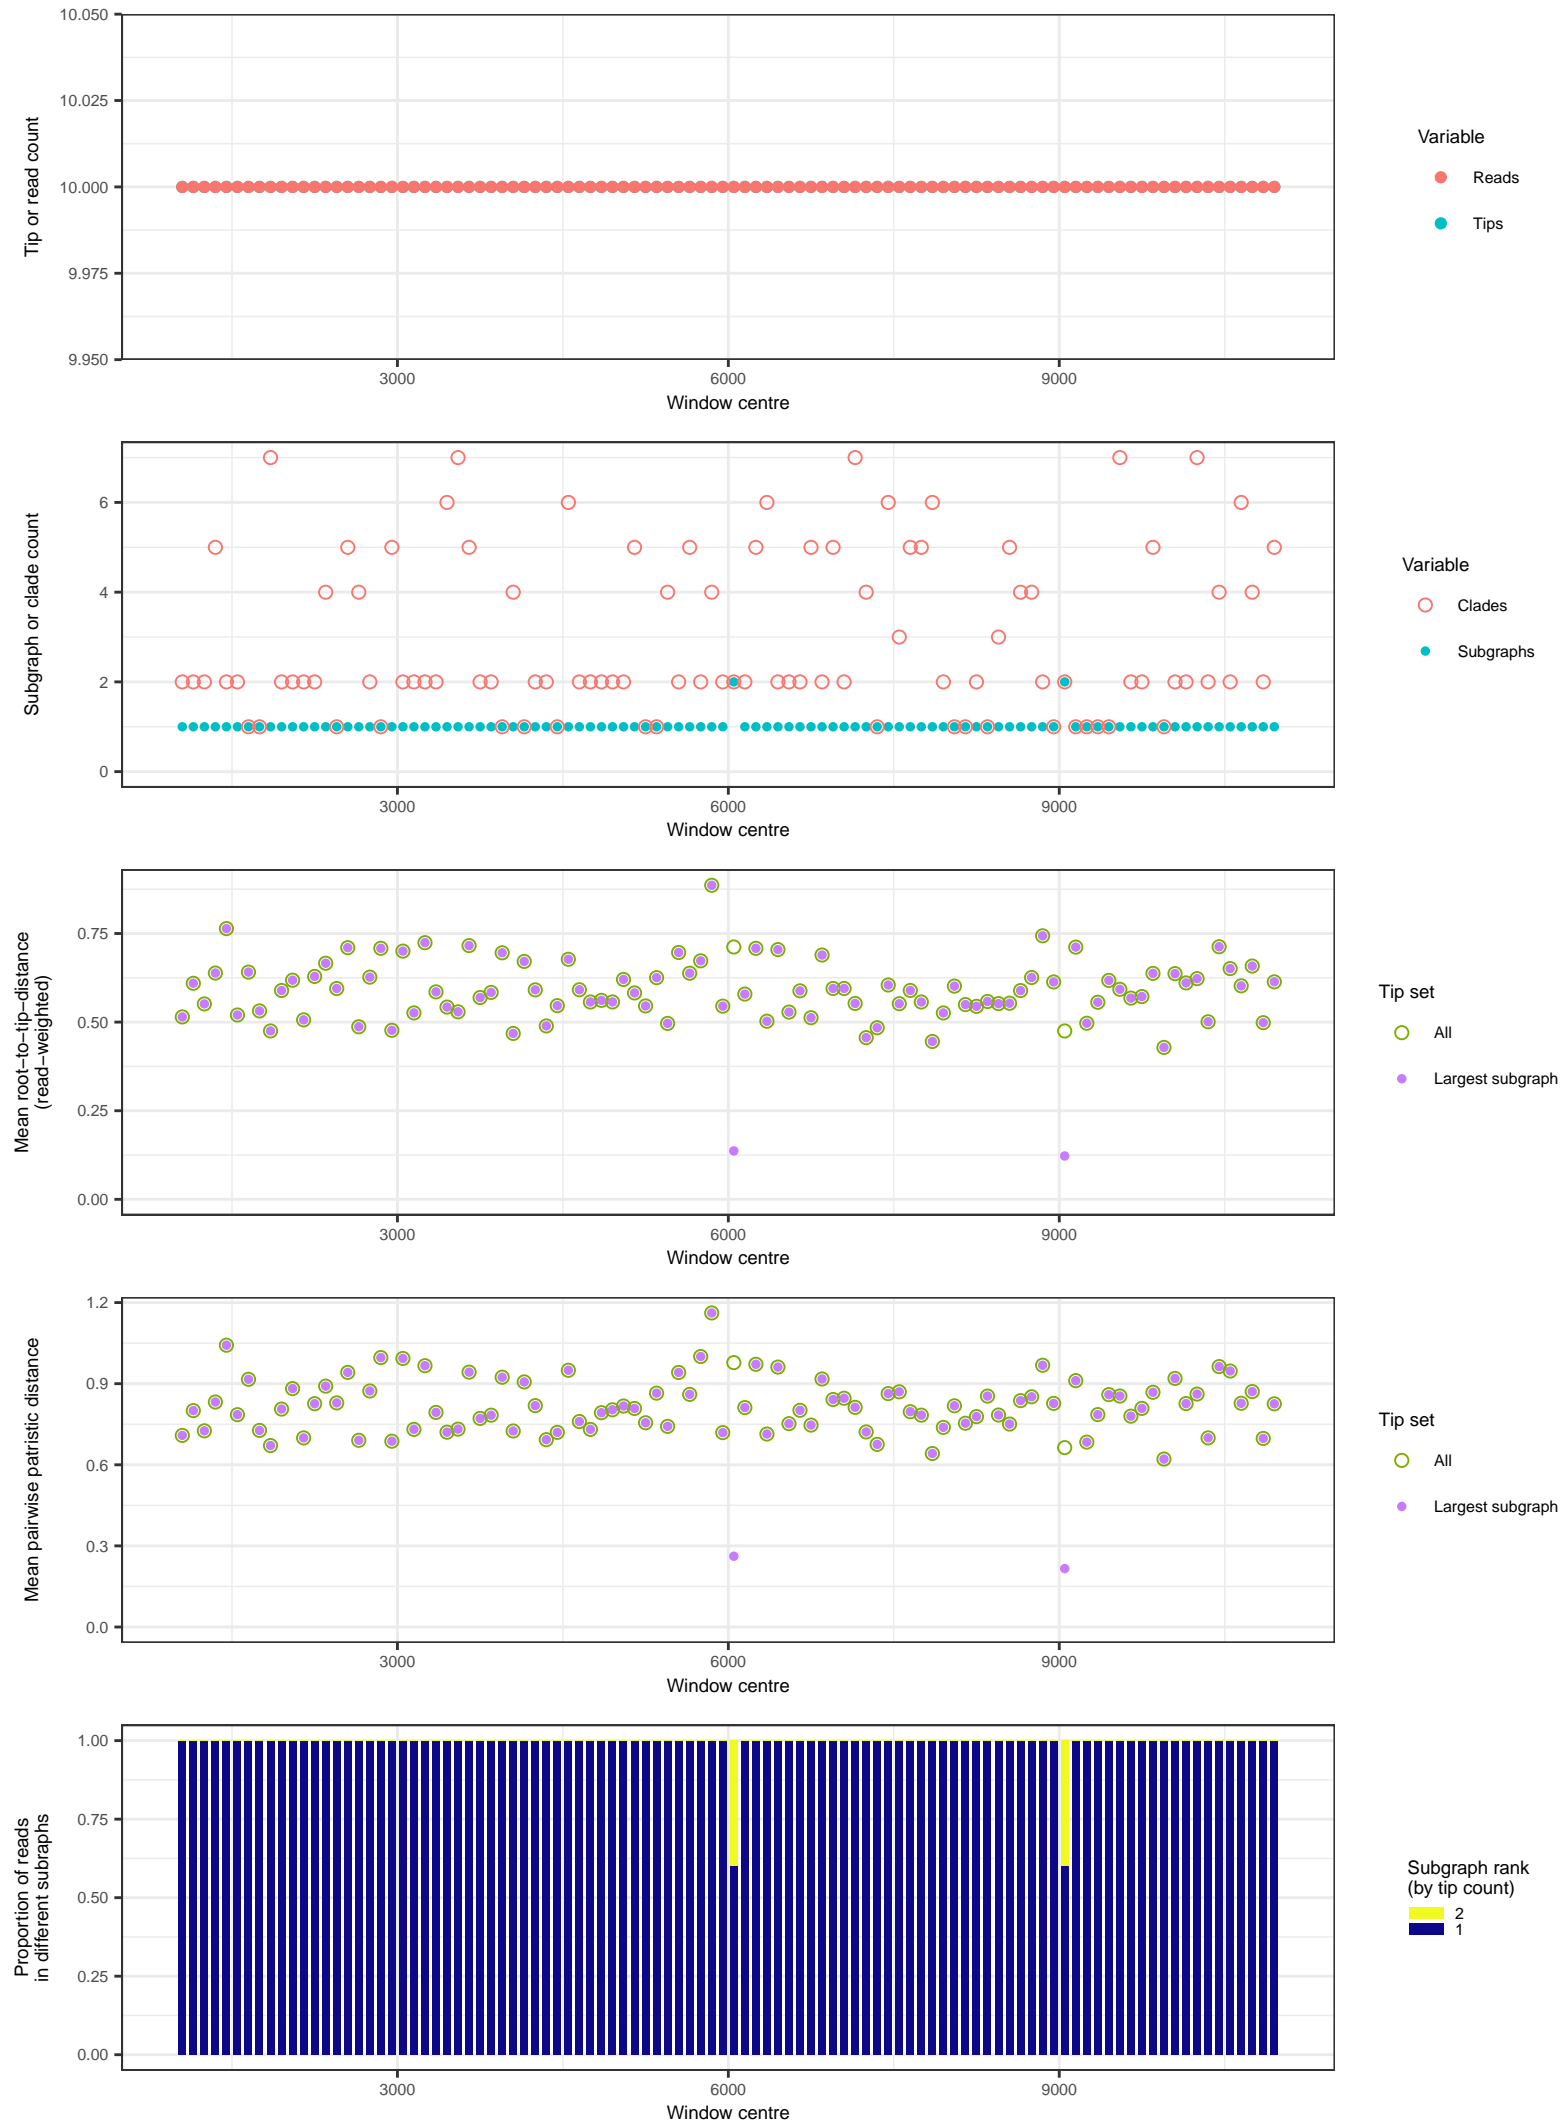 10.050
10.025
10.000
9.975
9.950
Tip or read count
3000
6000
9000
Window centre
Variable
Reads
Tips
6
4
2
0
Subgraph or clade count
3000
6000
9000
Window centre
Variable
Clades
Subgraphs
0.75
0.50
0.25
0.00
Mean root−to−tip−distance
(read−weighted)
3000
6000
9000
Window centre
Tip set
All
Largest subgraph
1.2
0.9
0.6
0.3
0.0
Mean pairwise patristic distance
3000
6000
9000
Window centre
Tip set
All
Largest subgraph
1.00
0.75
0.50
0.25
0.00
Proportion of reads
in different subraphs
3000
6000
9000
Window centre
Subgraph rank
(by tip count)
2
1